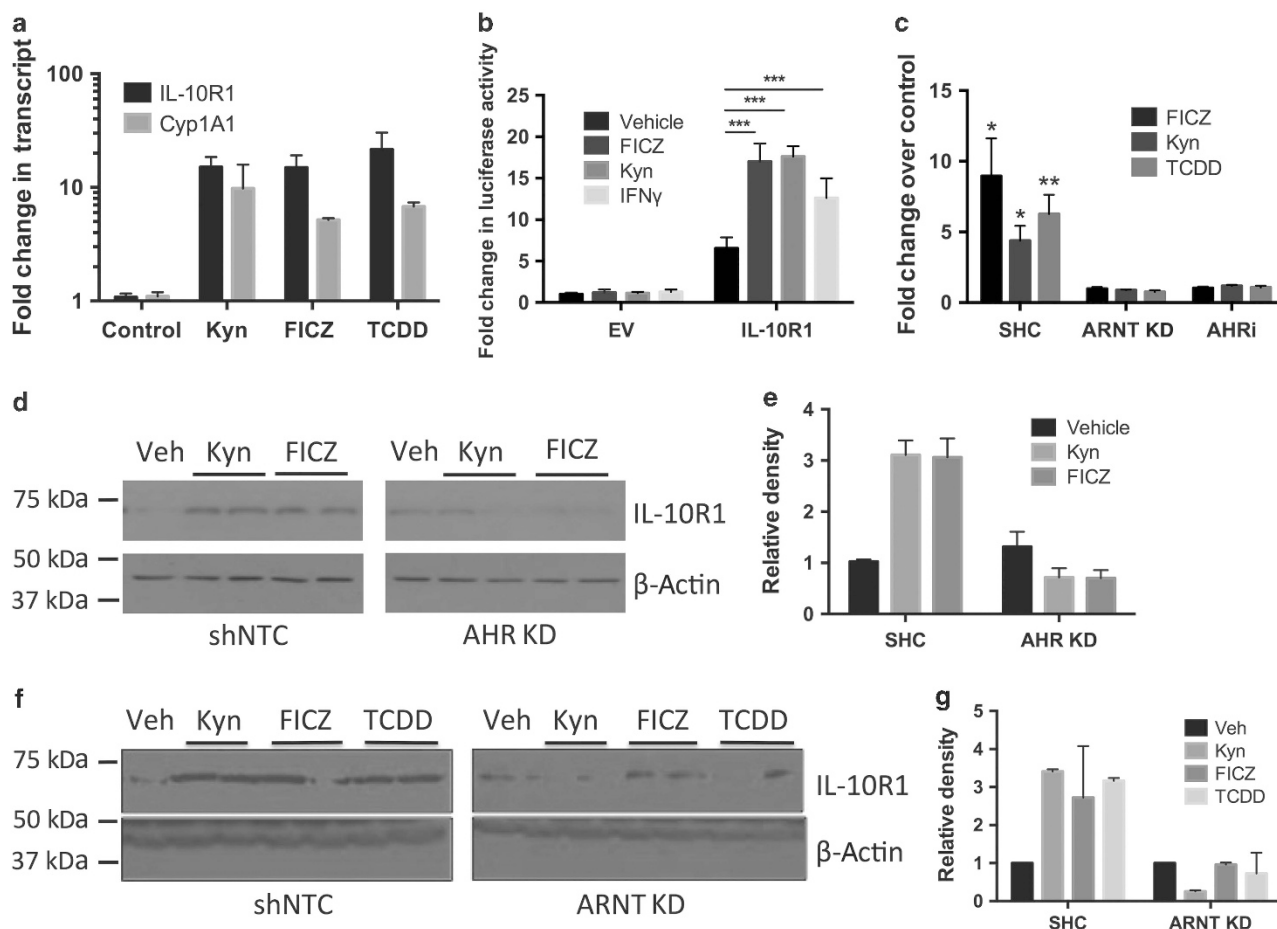 a
Fold change in transcript
100
10
1
IL-10R1
Cyp1A1
Control Kyn FICZ TCDD
b
Fold change in luciferase activity
25
20
15
10
5
0
Vehicle
FICZ
Kyn
IFNγ
***
***
***
EV IL-10R1
c
Fold change over control
15
10
5
0
FICZ
Kyn
TCDD
*
*
**
SHC ARNT KD AHRi
d
Veh Kyn FICZ Veh Kyn FICZ
75 kDa
IL-10R1
50 kDa
β-Actin
37 kDa
shNTC AHR KD
e
Relative density
4
3
2
1
0
Vehicle
Kyn
FICZ
SHC AHR KD
f
Veh Kyn FICZ TCDD Veh Kyn FICZ TCDD
75 kDa
IL-10R1
50 kDa
β-Actin
37 kDa
shNTC ARNT KD
g
Relative density
5
4
3
2
1
0
Veh
Kyn
FICZ
TCDD
SHC ARNT KD